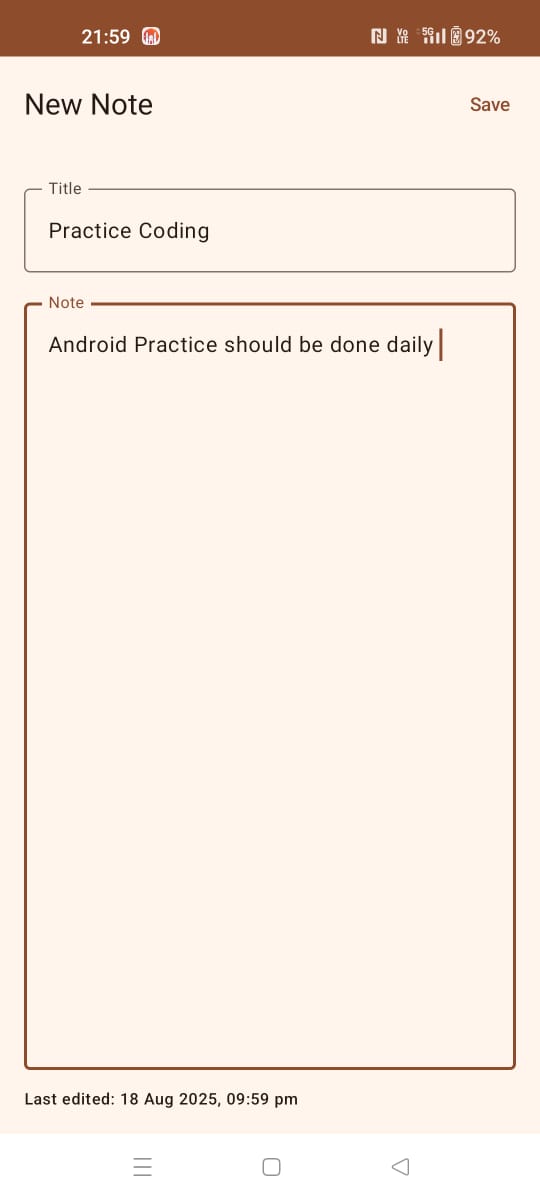 21:59
Vo LTE 5G 92%
New Note
Save
Title
Practice Coding
Note
Android Practice should be done daily
Last edited: 18 Aug 2025, 09:59 pm